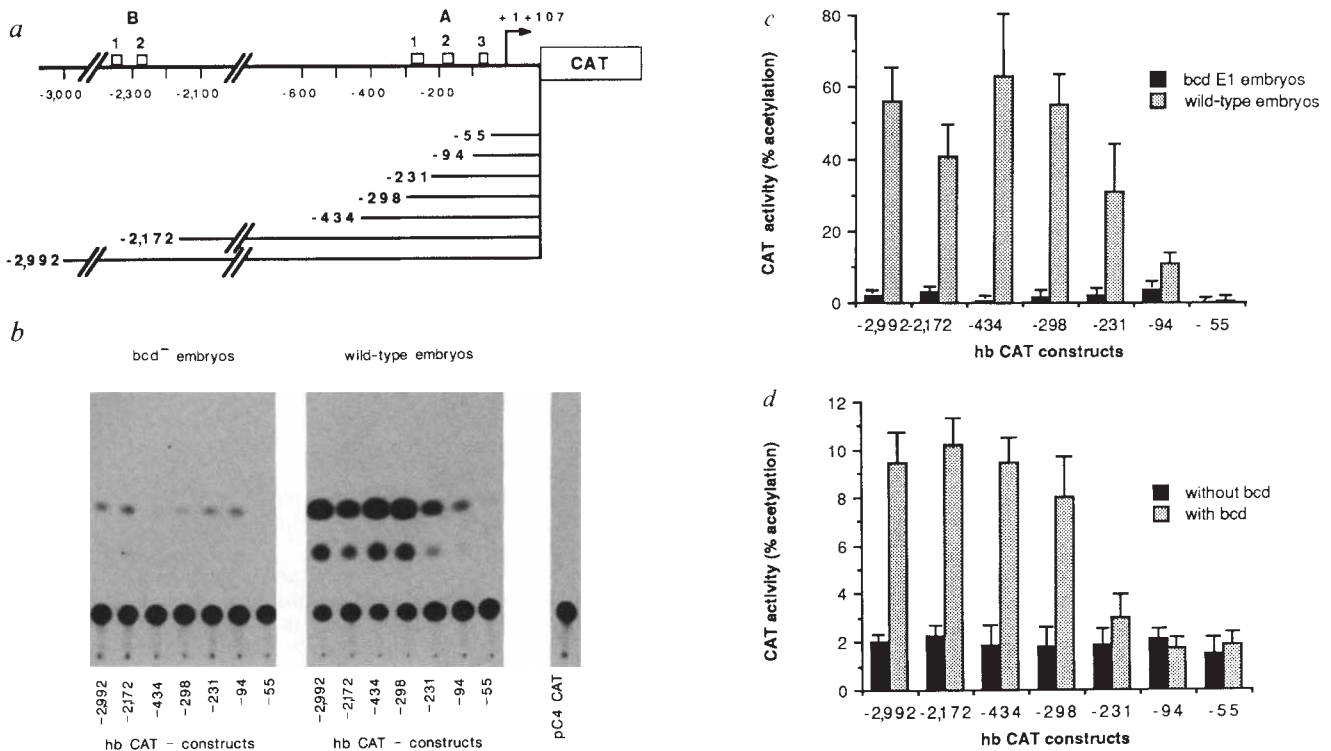 a
B
A
+1+107
1
2
1
2
3
CAT
-3,000
-2,300
-2,100
-600
-400
-200
-55
-94
-231
-298
-434
-2,172
-2,992
b
bcd⁻ embryos
wild-type embryos
-2,992
-2,172
-434
-298
-231
-94
-55
hb CAT - constructs
-2,992
-2,172
-434
-298
-231
-94
-55
hb CAT - constructs
pC4 CAT
c
CAT activity (% acetylation)
80
60
40
20
0
bcd E1 embryos
wild-type embryos
-2,992
-2,172
-434
-298
-231
-94
- 55
hb CAT constructs
d
CAT activity (% acetylation)
12
10
8
6
4
2
0
without bcd
with bcd
-2,992
-2,172
-434
-298
-231
-94
-55
hb CAT constructs